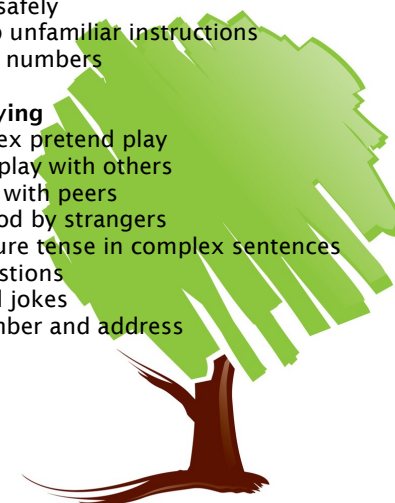 safely
unfamiliar instructions
numbers
ying
ex pretend play
play with others
with peers
od by strangers
ure tense in complex sentences
stions
jokes
mber and address